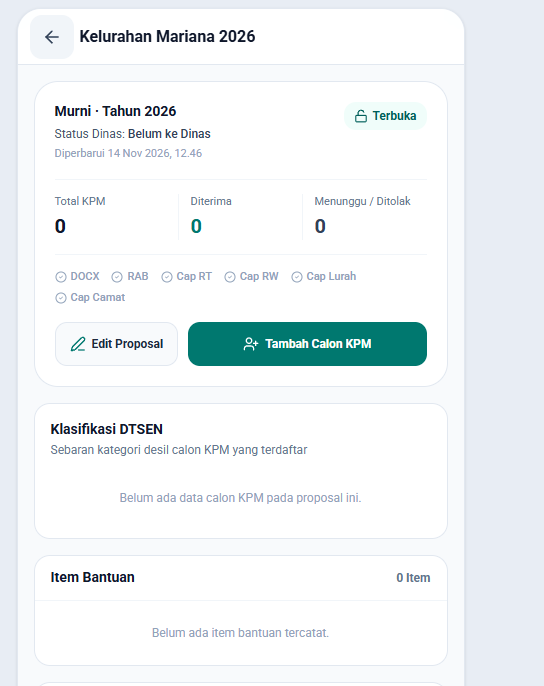 Kelurahan Mariana 2026
Murni · Tahun 2026
Terbuka
Status Dinas: Belum ke Dinas
Diperbarui 14 Nov 2026, 12.46
Total KPM
Diterima
Menunggu / Ditolak
0
0
0
DOCX RAB Cap RT Cap RW Cap Lurah
Cap Camat
Edit Proposal
Tambah Calon KPM
Klasifikasi DTSEN
Sebaran kategori desil calon KPM yang terdaftar
Belum ada data calon KPM pada proposal ini.
Item Bantuan
0 Item
Belum ada item bantuan tercatat.